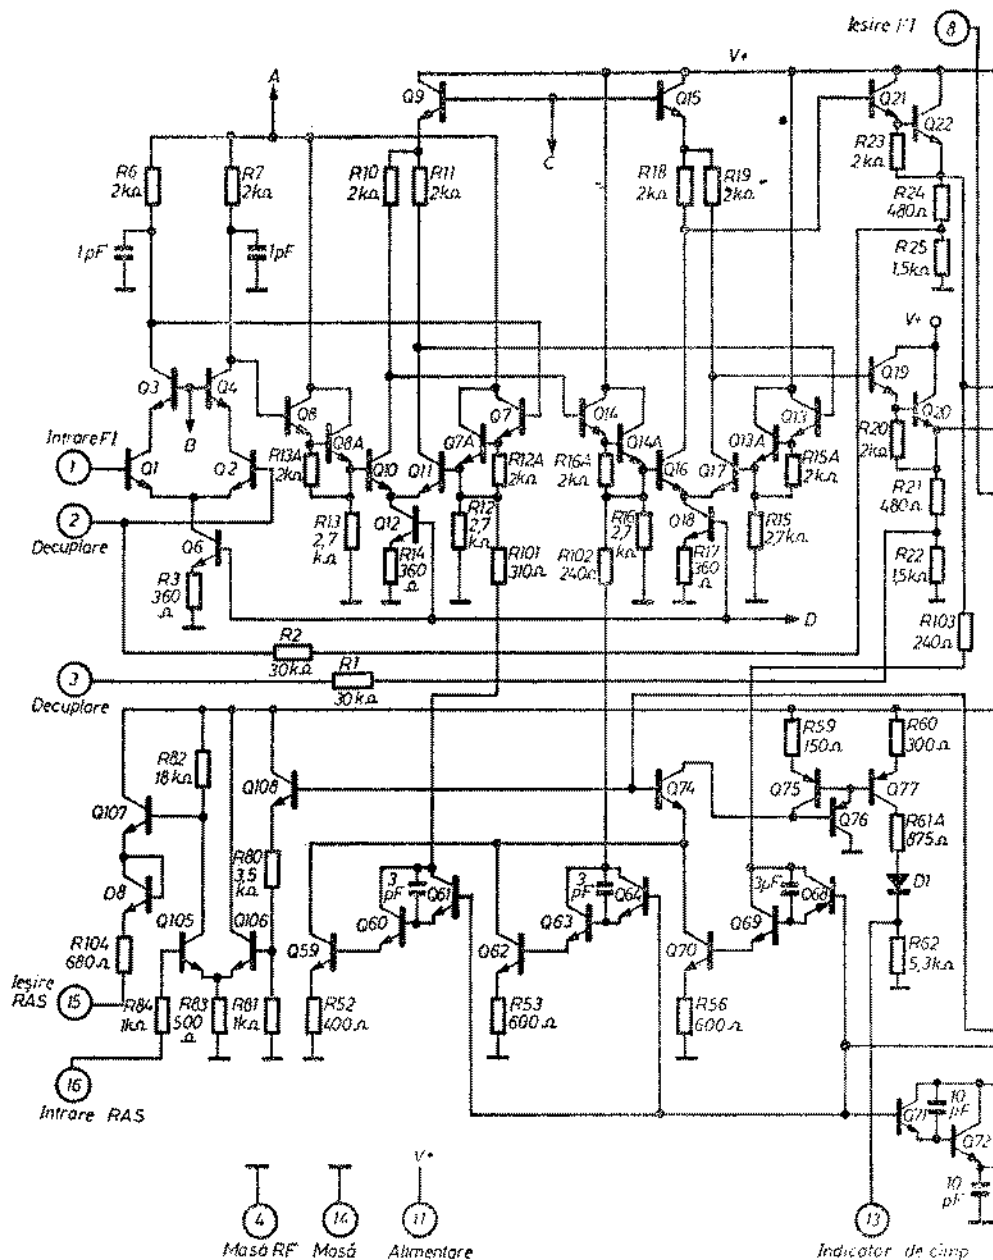 Ieșire FI
8
V+
A
Q9
Q15
Q21
Q22
C
R23
2kΩ
R6
2kΩ
R7
2kΩ
R10
2kΩ
R11
2kΩ
R18
2kΩ
R19
2kΩ
R24
480Ω
1pF
1pF
R25
1,5kΩ
V+
Q3
Q4
B
Q8
Q8A
Q7
Q7A
Q14
Q14A
Q13
Q13A
Q19
Q20
Intrare FI
1
Q1
Q2
R13A
2kΩ
Q10
Q11
R12A
2kΩ
R16A
2kΩ
Q16
Q17
R15A
2kΩ
R20
2kΩ
R21
480Ω
2
Decuplare
Q6
R13
2,7
kΩ
Q12
R12
2,7
kΩ
R16
2,7
kΩ
Q18
R15
2,7kΩ
R3
360
Ω
R14
360
Ω
R101
310Ω
R102
240Ω
R17
360
Ω
R22
1,5kΩ
D
R103
240Ω
R2
30kΩ
3
Decuplare
R1
30kΩ
R82
18kΩ
R59
150Ω
R60
300Ω
Q107
Q108
Q74
Q75
Q76
Q77
R61A
875Ω
D8
R80
3,5
kΩ
3
pF
Q61
3
pF
Q64
3µF
Q68
D1
Q105
Q106
Q59
Q60
Q62
Q63
Q70
Q69
R104
680Ω
R62
5,3kΩ
Ieșire
RAS
15
R84
1kΩ
R83
500
Ω
R81
1kΩ
R52
400Ω
R53
600Ω
R56
600Ω
16
Intrare RAS
Q71
10
µF
Q72
10
pF
V+
4
Masă RF
14
Masă
11
Alimentare
13
Indicator de cîmp